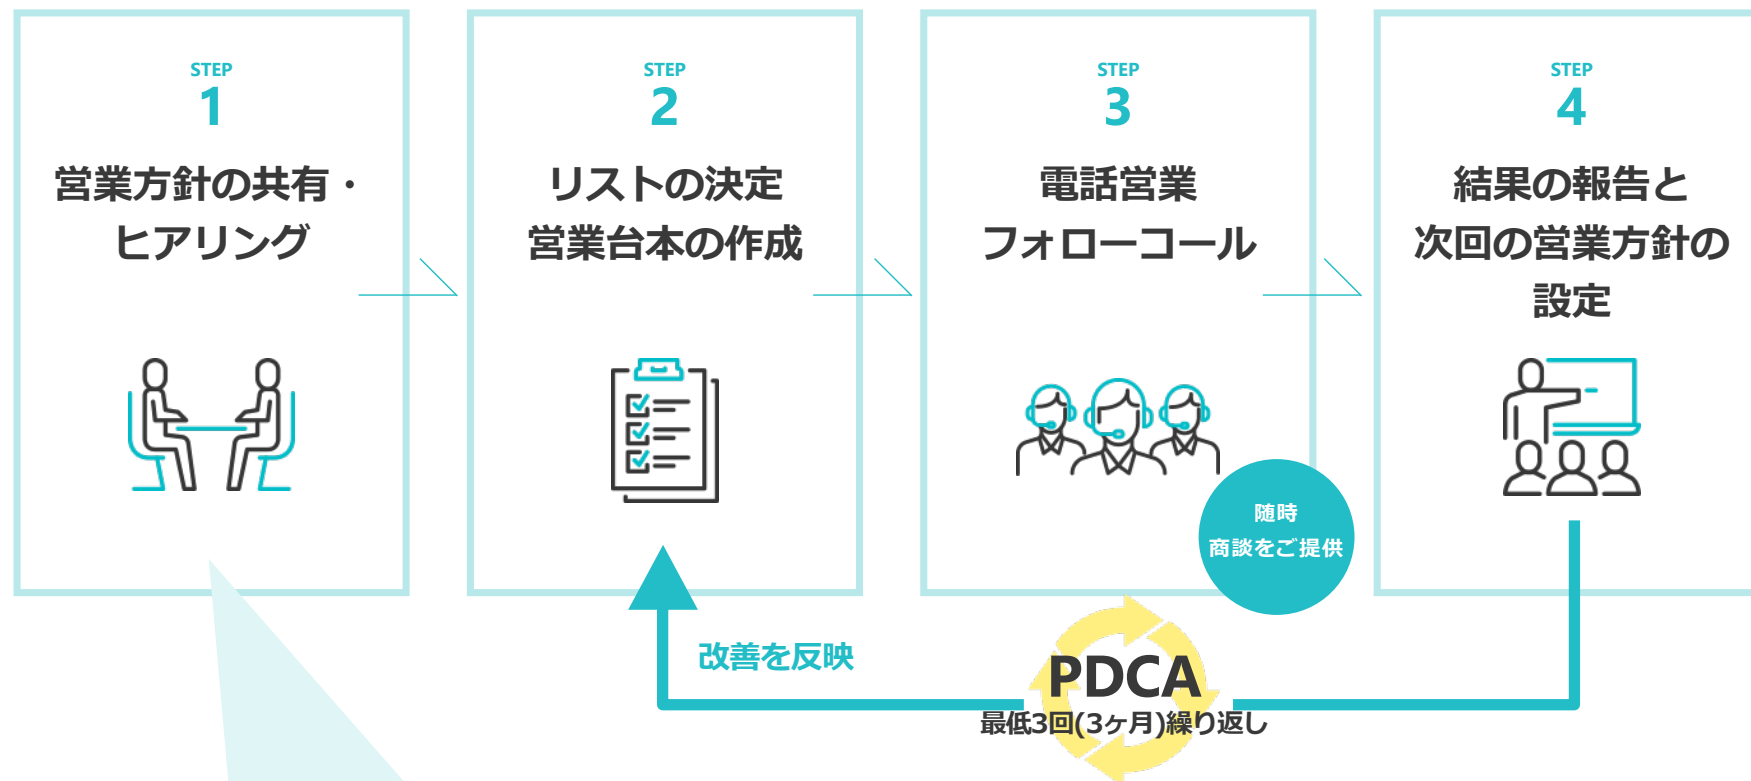 STEP
1
営業方針の共有・
ヒアリング
STEP
2
リストの決定
営業台本の作成
STEP
3
電話営業
フォローコール
随時
商談をご提供
STEP
4
結果の報告と
次回の営業方針の
設定
改善を反映
PDCA
最低3回(3ヶ月)繰り返し